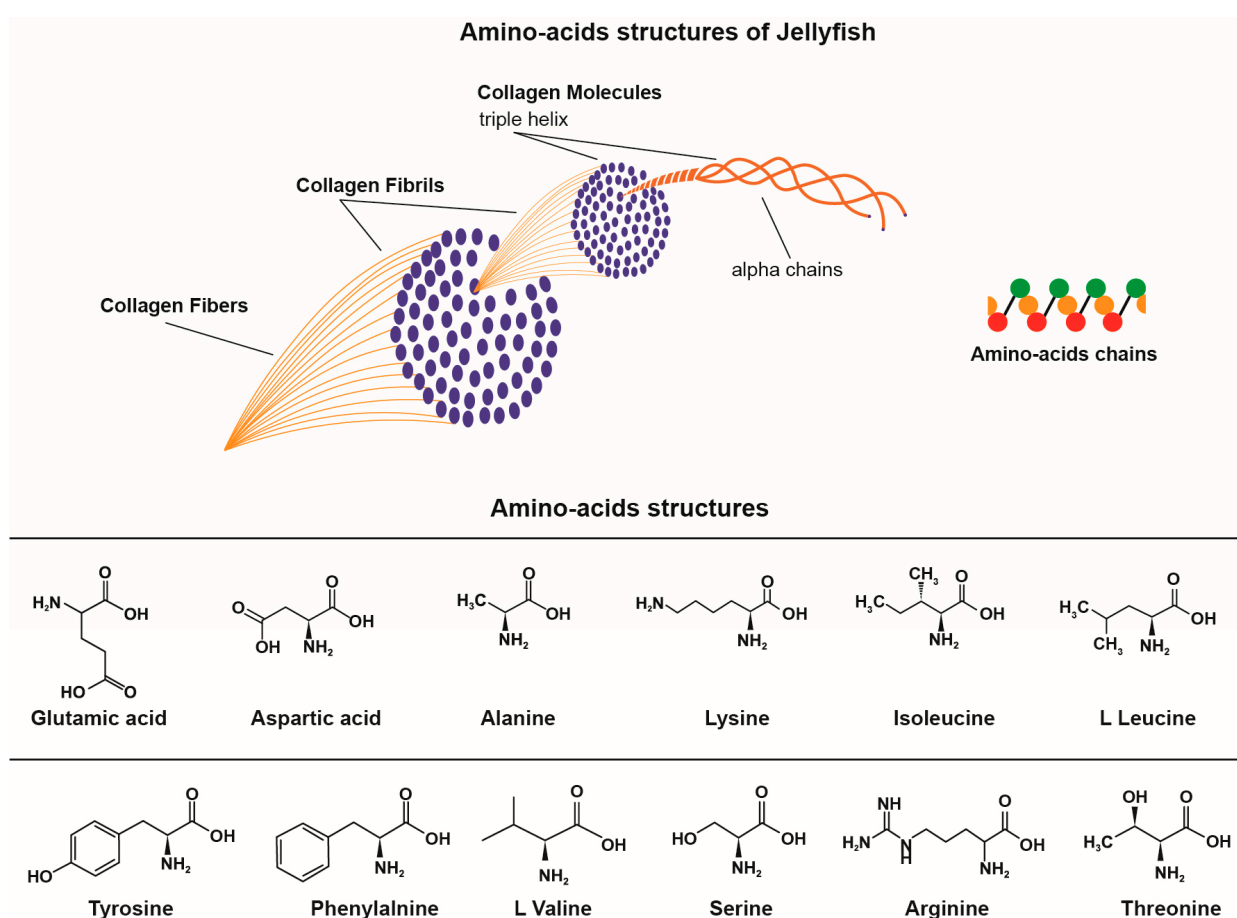 Amino-acids structures of Jellyfish
Collagen Molecules
triple helix
Collagen Fibrils
alpha chains
Collagen Fibers
Amino-acids chains
Amino-acids structures
O
H₂N
OH
HO
O
Glutamic acid
O
O
OH
OH
NH₂
Aspartic acid
O
H₃C
OH
NH₂
Alanine
O
H₂N
OH
NH₂
Lysine
CH₃
O
H₃C
OH
NH₂
Isoleucine
O
H₃C
OH
CH₃
NH₂
L Leucine
O
OH
NH₂
HO
Tyrosine
O
OH
NH₂
Phenylalnine
O
OH
NH₂
L Valine
O
HO
OH
NH₂
Serine
NH
O
H₂N
N
H
OH
NH₂
Arginine
OH
O
H₃C
OH
NH₂
Threonine